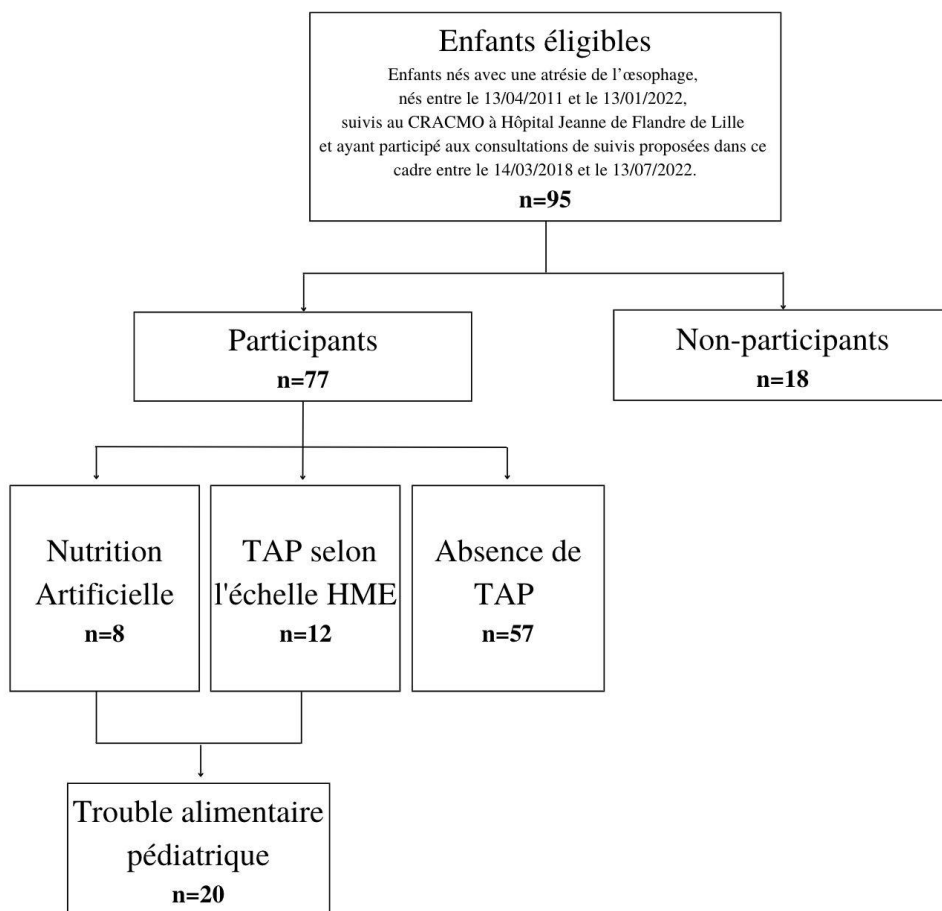 Enfants éligibles
Enfants nés avec une atrésie de l’œsophage,
nés entre le 13/04/2011 et le 13/01/2022,
suivis au CRACMO à Hôpital Jeanne de Flandre de Lille
et ayant participé aux consultations de suivis proposées dans ce
cadre entre le 14/03/2018 et le 13/07/2022.
n=95
Participants
n=77
Non-participants
n=18
Nutrition
Artificielle
n=8
TAP selon
l'échelle HME
n=12
Absence de
TAP
n=57
Trouble alimentaire
pédiatrique
n=20